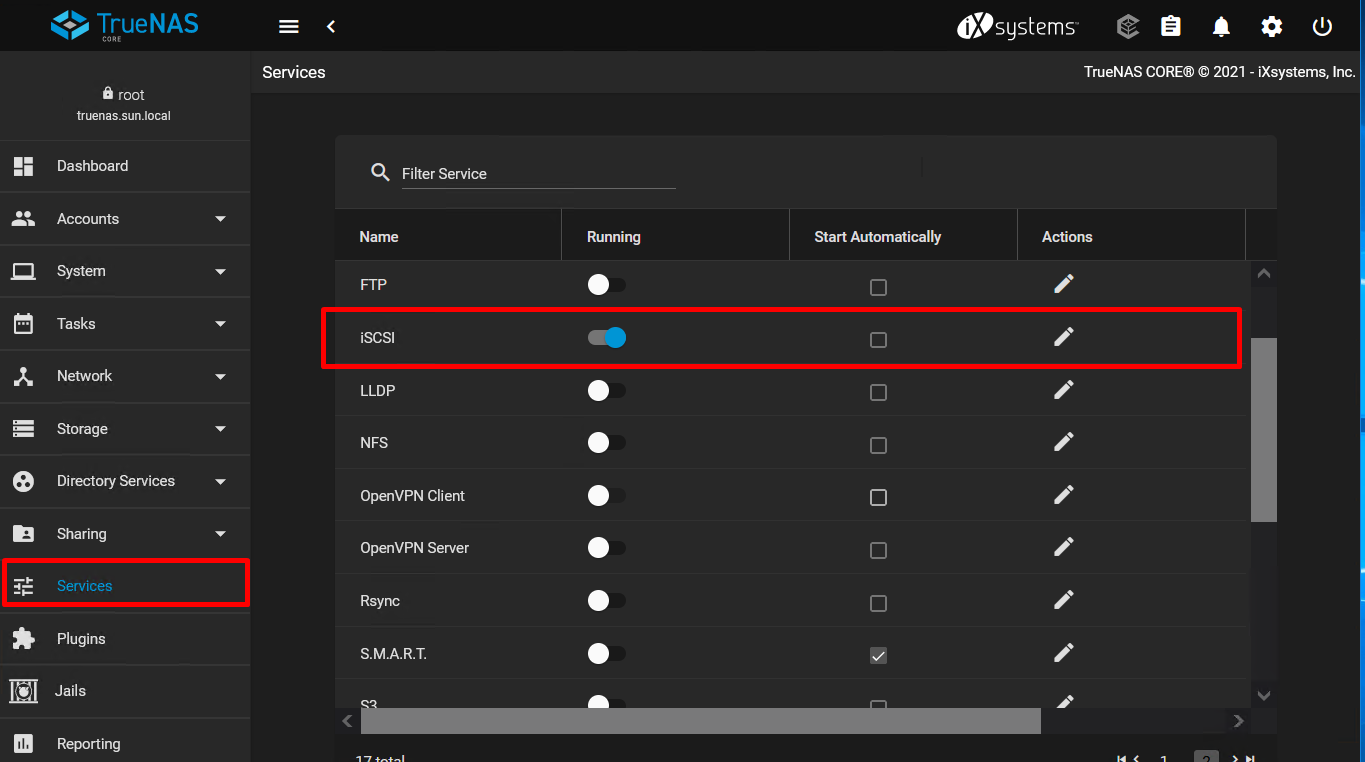 TrueNAS
CORE
iXsystems™
Services
TrueNAS CORE® © 2021 - iXsystems, Inc.
root
truenas.sun.local
Dashboard
Accounts
System
Tasks
Network
Storage
Directory Services
Sharing
Services
Plugins
Jails
Reporting
Filter Service
Name Running Start Automatically Actions
FTP
iSCSI
LLDP
NFS
OpenVPN Client
OpenVPN Server
Rsync
S.M.A.R.T.
S3
17 total 1 2